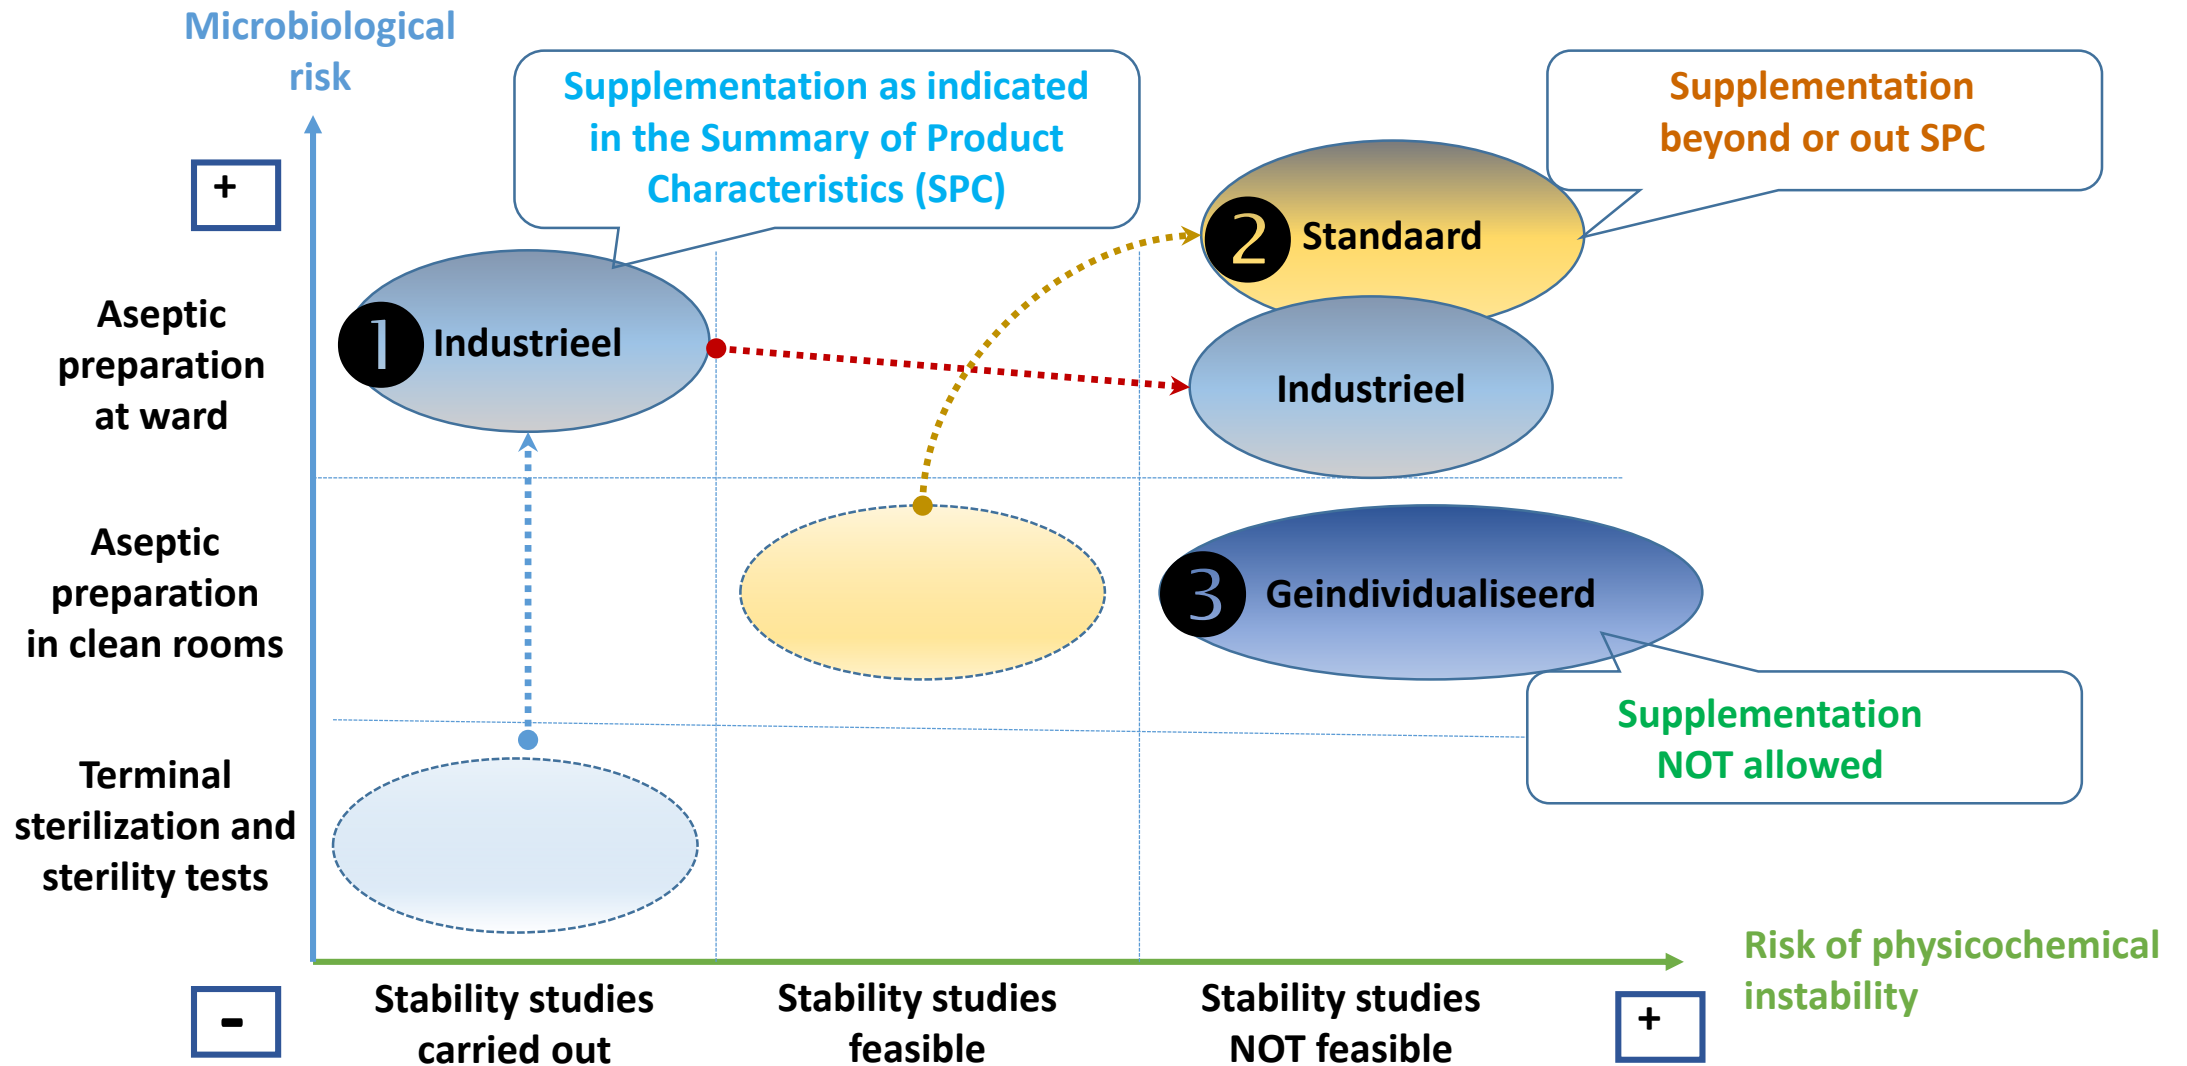 Microbiological
risk
Supplementation as indicated
in the Summary of Product
Characteristics (SPC)
Supplementation
beyond or out SPC
+
2 Standaard
Aseptic
preparation
at ward
1 Industrieel
Industrieel
Aseptic
preparation
in clean rooms
3 Geindividualiseerd
Supplementation
NOT allowed
Terminal
sterilization and
sterility tests
Risk of physicochemical
instability
-
Stability studies
carried out
Stability studies
feasible
Stability studies
NOT feasible
+